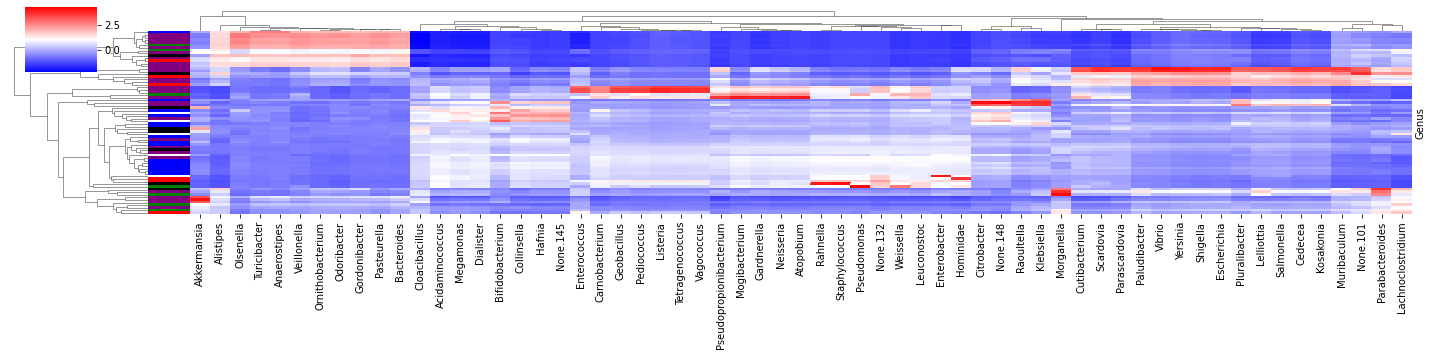 2.5
0.0
Genus
Akkermansia
Alistipes
Olsenella
Turicibacter
Anaerostipes
Veillonella
Ornithobacterium
Odoribacter
Gordonibacter
Pasteurella
Bacteroides
Cloacibacillus
Acidaminococcus
Megamonas
Dialister
Bifidobacterium
Collinsella
Hafnia
None.145
Enterococcus
Carnobacterium
Geobacillus
Pediococcus
Listeria
Tetragenococcus
Vagococcus
Pseudopropionibacterium
Mogibacterium
Gardnerella
Neisseria
Atopobium
Rahnella
Staphylococcus
Pseudomonas
None.132
Weissella
Leuconostoc
Enterobacter
Hominidae
Citrobacter
None.148
Raoultella
Klebsiella
Morganella
Cutibacterium
Scardovia
Parascardovia
Paludibacter
Vibrio
Yersinia
Shigella
Escherichia
Pluralibacter
Lelliottia
Salmonella
Cedecea
Kosakonia
Muribaculum
None.101
Parabacteroides
Lachnoclostridium